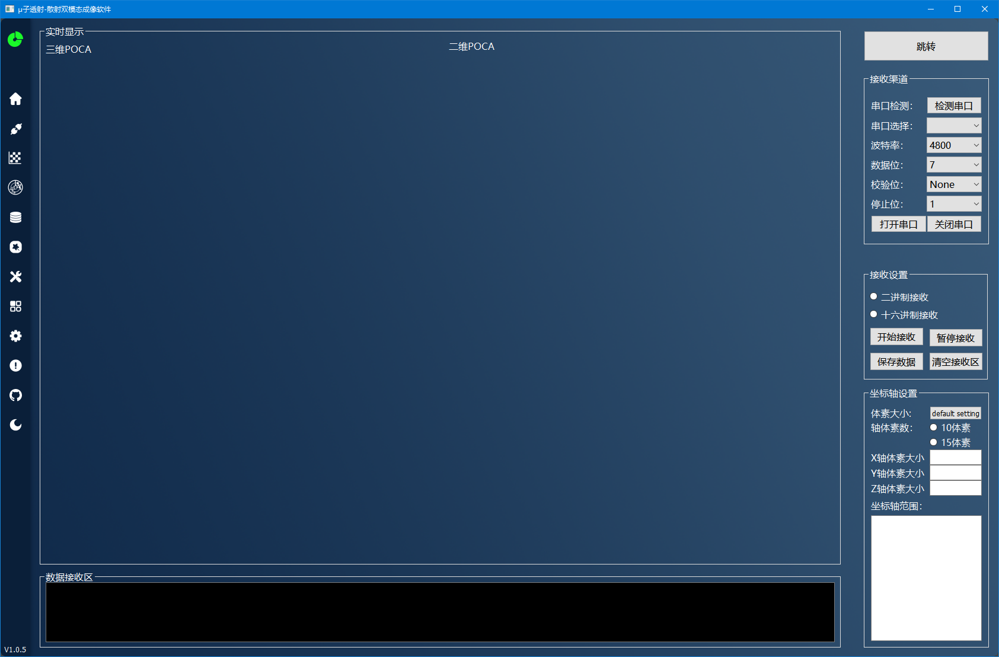 μ子透射-散射双模态成像软件
实时显示
三维POCA
二维POCA
跳转
接收渠道
串口检测：
检测串口
串口选择：
波特率：
4800
数据位：
7
校验位：
None
停止位：
1
打开串口
关闭串口
接收设置
二进制接收
十六进制接收
开始接收
暂停接收
保存数据
清空接收区
坐标轴设置
体素大小:
default setting
轴体素数：
10体素
15体素
X轴体素大小
Y轴体素大小
Z轴体素大小
坐标轴范围：
数据接收区
V1.0.5